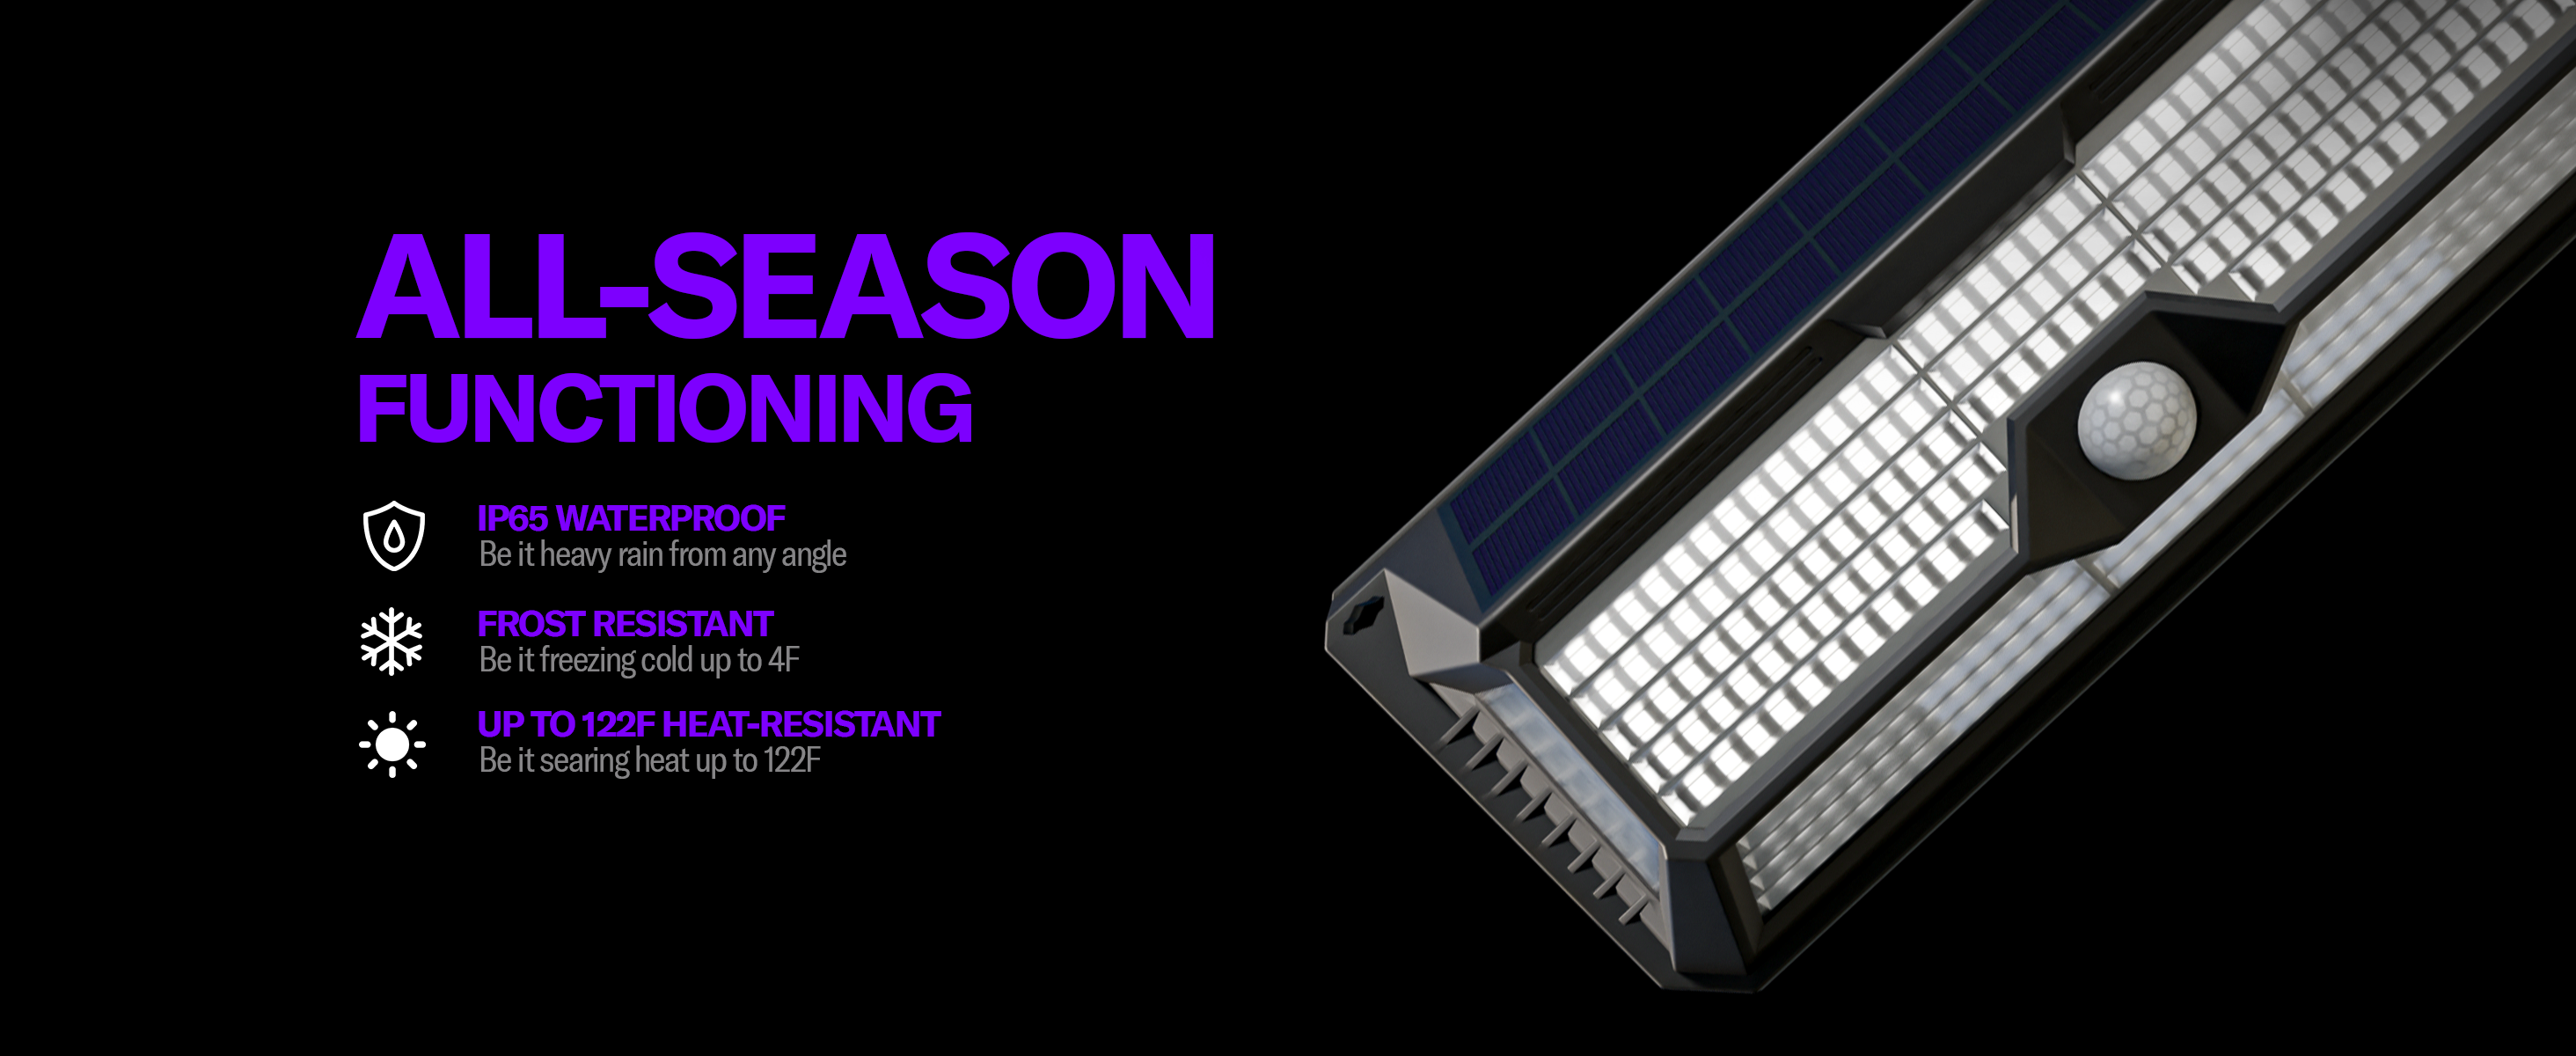 ALL-SEASON
FUNCTIONING
IP65 WATERPROOF
Be it heavy rain from any angle
FROST RESISTANT
Be it freezing cold up to 4F
UP TO 122F HEAT-RESISTANT
Be it searing heat up to 122F